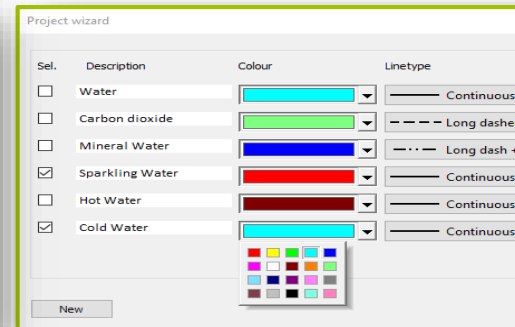 Project wizard
Sel. Description Colour Linetype
Water Continuous
Carbon dioxide Long dashe
Mineral Water Long dash +
Sparkling Water Continuous
Hot Water Continuous
Cold Water Continuous
New